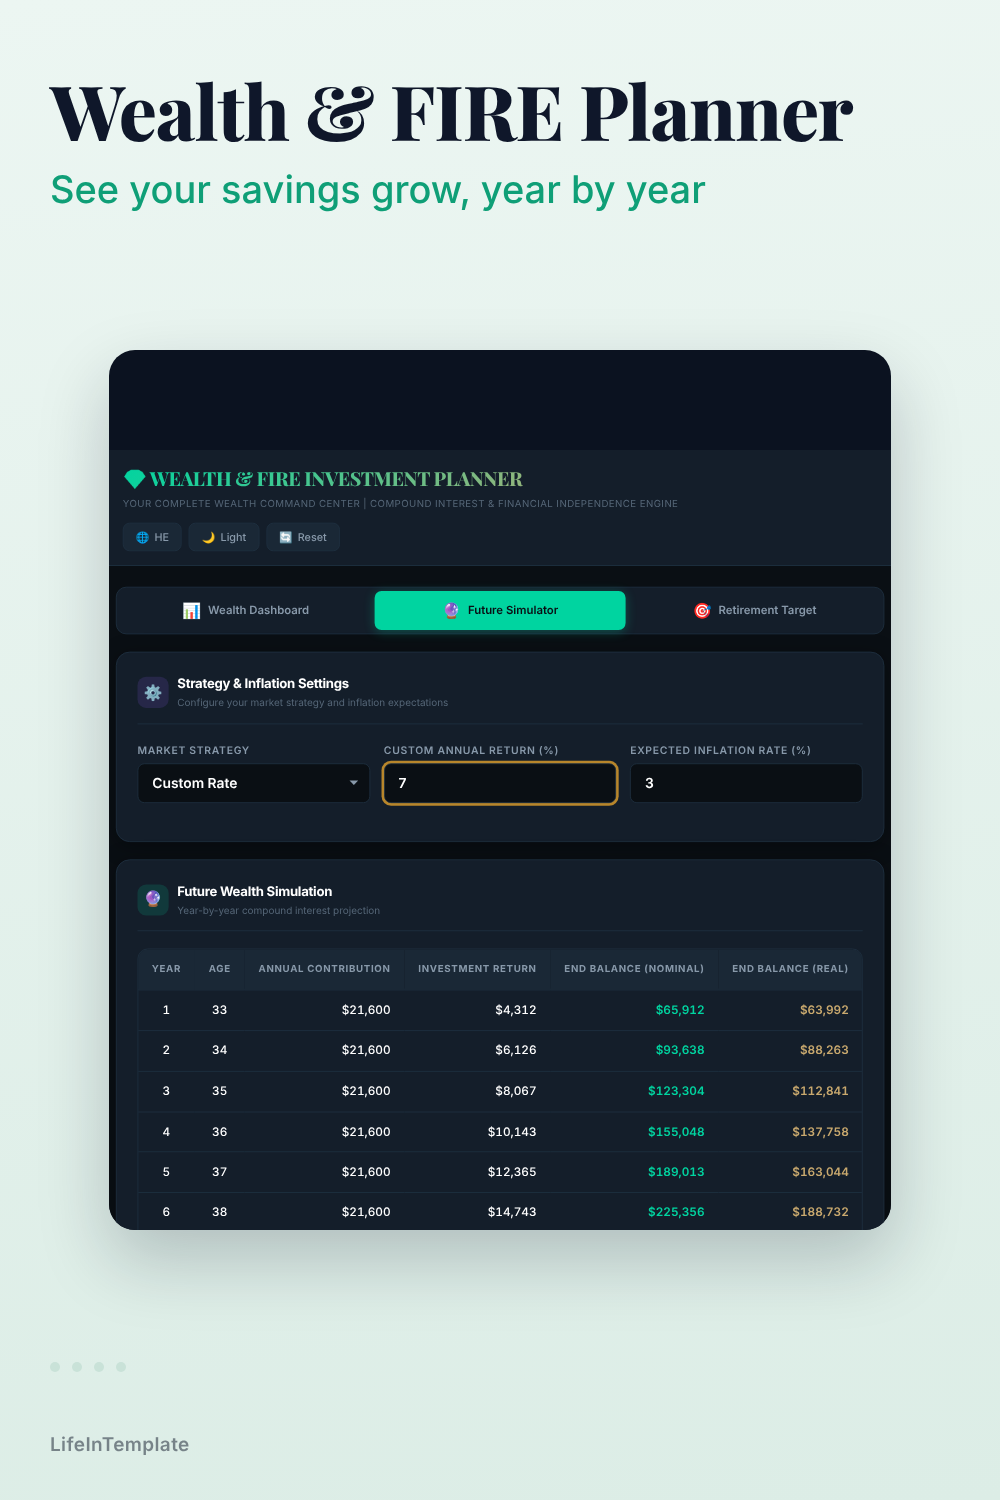 Wealth & FIRE Planner
See your savings grow, year by year
WEALTH & FIRE INVESTMENT PLANNER
YOUR COMPLETE WEALTH COMMAND CENTER | COMPOUND INTEREST & FINANCIAL INDEPENDENCE ENGINE
HE Light Reset
Wealth Dashboard Future Simulator Retirement Target
Strategy & Inflation Settings
Configure your market strategy and inflation expectations
MARKET STRATEGY CUSTOM ANNUAL RETURN (%) EXPECTED INFLATION RATE (%)
Custom Rate 7 3
Future Wealth Simulation
Year-by-year compound interest projection
YEAR AGE ANNUAL CONTRIBUTION INVESTMENT RETURN END BALANCE (NOMINAL) END BALANCE (REAL)
1 33 $21,600 $4,312 $65,912 $63,992
2 34 $21,600 $6,126 $93,638 $88,263
3 35 $21,600 $8,067 $123,304 $112,841
4 36 $21,600 $10,143 $155,048 $137,758
5 37 $21,600 $12,365 $189,013 $163,044
6 38 $21,600 $14,743 $225,356 $188,732
LifeInTemplate